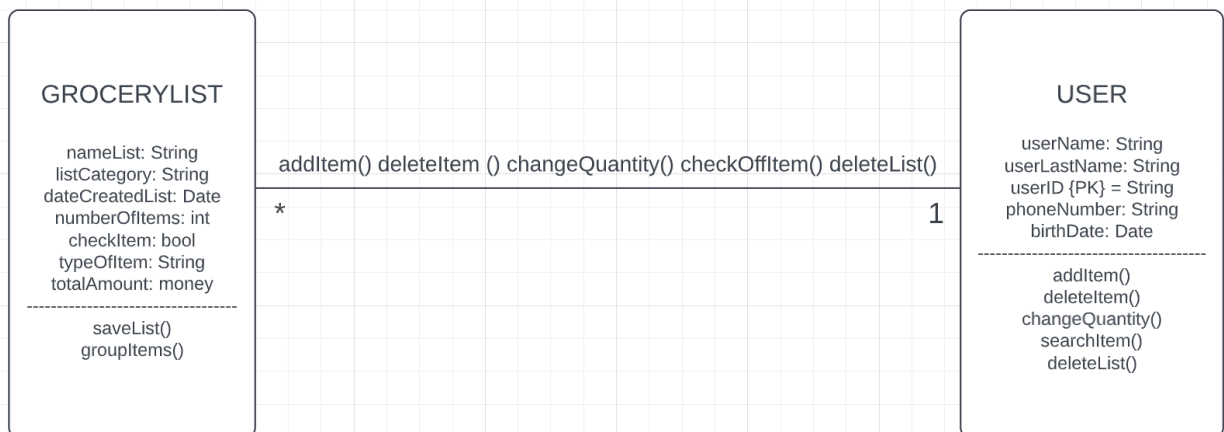 GROCERYLIST
nameList: String
listCategory: String
dateCreatedList: Date
numberOfItems: int
checkItem: bool
typeOfItem: String
totalAmount: money
-----------------------------------
saveList()
groupItems()
addItem() deleteItem () changeQuantity() checkOffItem() deleteList()
*
1
USER
userName: String
userLastName: String
userID {PK} = String
phoneNumber: String
birthDate: Date
--------------------------------------
addItem()
deleteItem()
changeQuantity()
searchItem()
deleteList()